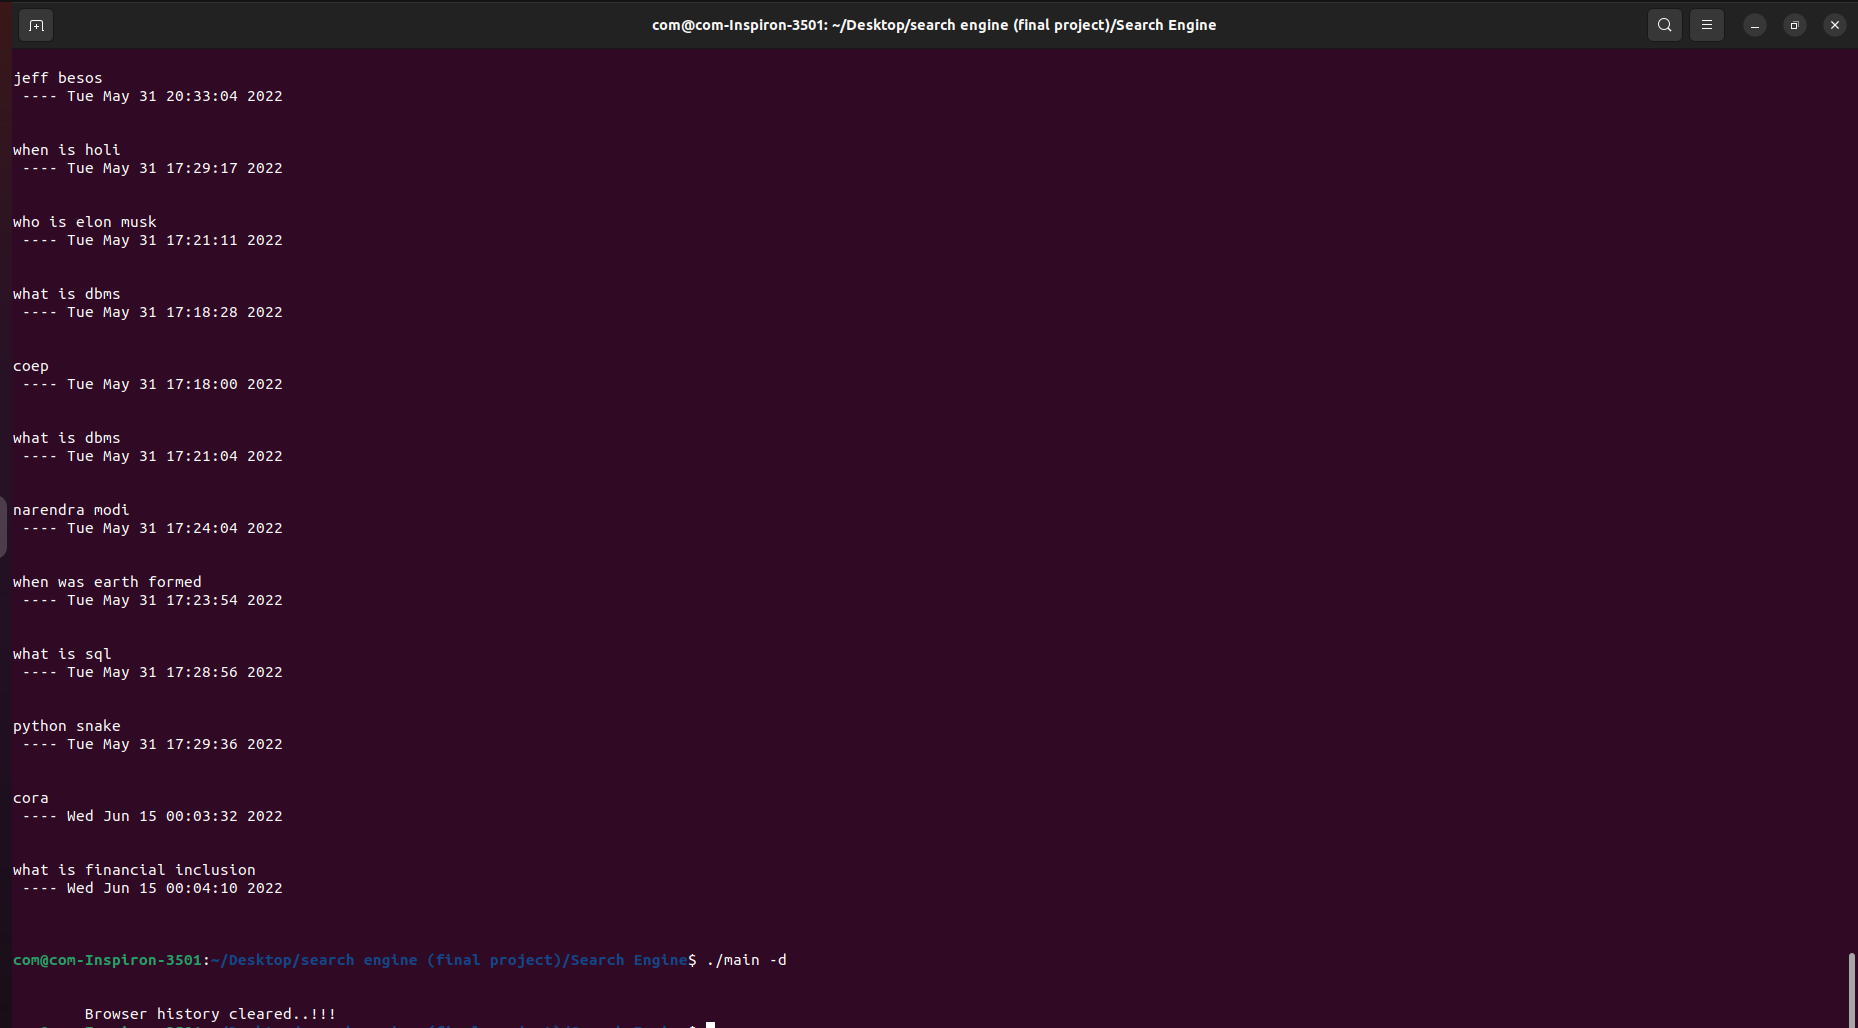 com@com-Inspiron-3501: ~/Desktop/search engine (final project)/Search Engine
jeff besos
---- Tue May 31 20:33:04 2022
when is holi
---- Tue May 31 17:29:17 2022
who is elon musk
---- Tue May 31 17:21:11 2022
what is dbms
---- Tue May 31 17:18:28 2022
coep
---- Tue May 31 17:18:00 2022
what is dbms
---- Tue May 31 17:21:04 2022
narendra modi
---- Tue May 31 17:24:04 2022
when was earth formed
---- Tue May 31 17:23:54 2022
what is sql
---- Tue May 31 17:28:56 2022
python snake
---- Tue May 31 17:29:36 2022
cora
---- Wed Jun 15 00:03:32 2022
what is financial inclusion
---- Wed Jun 15 00:04:10 2022
com@com-Inspiron-3501:~/Desktop/search engine (final project)/Search Engine$ ./main -d
Browser history cleared..!!!